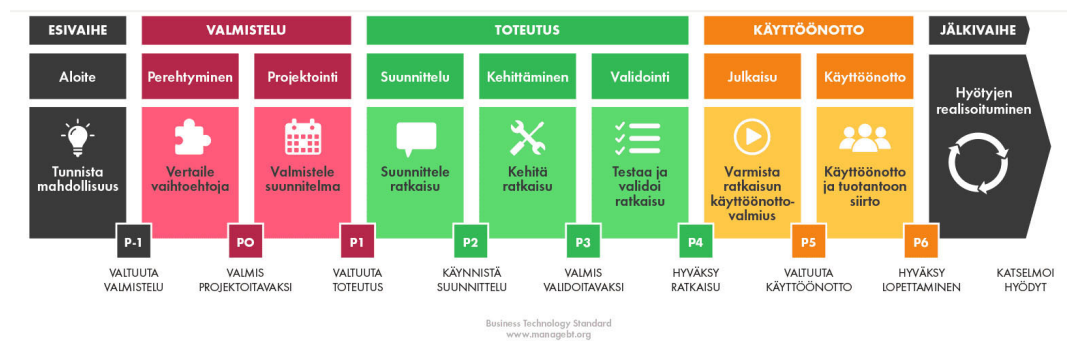 ESIVAIHE
VALMISTELU
TOTEUTUS
KÄYTTÖÖNOTTO
JÄLKIVAIHE
Aloite
Perehtyminen
Projektointi
Suunnittelu
Kehittäminen
Validointi
Julkaisu
Käyttöönotto
Hyötyjen
realisoituminen
Tunnista
mahdollisuus
Vertaile
vaihtoehtoja
Valmistele
suunnitelma
Suunnittele
ratkaisu
Kehitä
ratkaisu
Testaa ja
validoi
ratkaisu
Varmista
ratkaisun
käyttöönotto-
valmius
Käyttöönotto
ja tuotantoon
siirto
P-1
P0
P1
P2
P3
P4
P5
P6
VALTUUTA
VALMISTELU
VALMIS
PROJEKTOITAVAKSI
VALTUUTA
TOTEUTUS
KÄYNNISTÄ
SUUNNITTELU
VALMIS
VALIDOITAVAKSI
HYVÄKSY
RATKAISU
VALTUUTA
KÄYTTÖÖNOTTO
HYVÄKSY
LOPETTAMINEN
KATSELMOI
HYÖDYT
Business Technology Standard
www.managebt.org